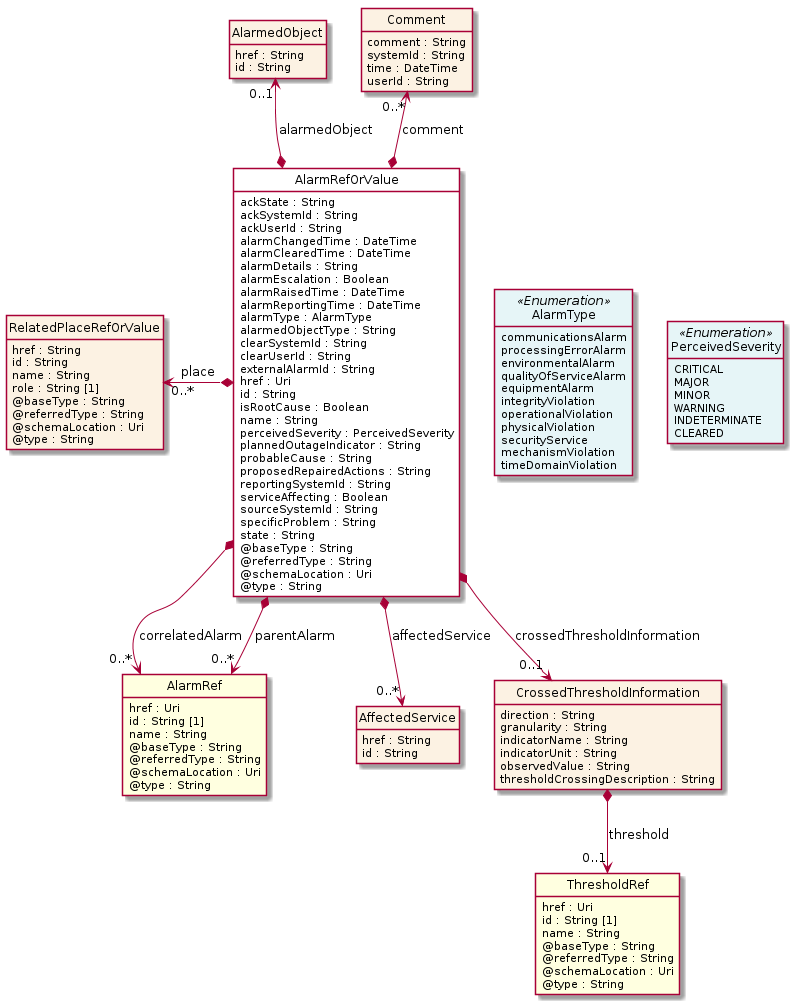 AlarmedObject
href : String
id : String
Comment
comment : String
systemId : String
time : DateTime
userId : String
0..1
alarmedObject
0..*
comment
AlarmRefOrValue
ackState : String
ackSystemId : String
ackUserId : String
alarmChangedTime : DateTime
alarmClearedTime : DateTime
alarmDetails : String
alarmEscalation : Boolean
alarmRaisedTime : DateTime
alarmReportingTime : DateTime
alarmType : AlarmType
alarmedObjectType : String
clearSystemId : String
clearUserId : String
externalAlarmId : String
href : Uri
id : String
isRootCause : Boolean
name : String
perceivedSeverity : PerceivedSeverity
plannedOutageIndicator : String
probableCause : String
proposedRepairedActions : String
reportingSystemId : String
serviceAffecting : Boolean
sourceSystemId : String
specificProblem : String
state : String
@baseType : String
@referredType : String
@schemaLocation : Uri
@type : String
RelatedPlaceRefOrValue
href : String
id : String
name : String
role : String [1]
@baseType : String
@referredType : String
@schemaLocation : Uri
@type : String
place
0..*
«Enumeration»
AlarmType
communicationsAlarm
processingErrorAlarm
environmentalAlarm
qualityOfServiceAlarm
equipmentAlarm
integrityViolation
operationalViolation
physicalViolation
securityService
mechanismViolation
timeDomainViolation
«Enumeration»
PerceivedSeverity
CRITICAL
MAJOR
MINOR
WARNING
INDETERMINATE
CLEARED
correlatedAlarm
0..*
parentAlarm
0..*
affectedService
0..*
crossedThresholdInformation
0..1
AlarmRef
href : Uri
id : String [1]
name : String
@baseType : String
@referredType : String
@schemaLocation : Uri
@type : String
AffectedService
href : String
id : String
CrossedThresholdInformation
direction : String
granularity : String
indicatorName : String
indicatorUnit : String
observedValue : String
thresholdCrossingDescription : String
threshold
0..1
ThresholdRef
href : Uri
id : String [1]
name : String
@baseType : String
@referredType : String
@schemaLocation : Uri
@type : String